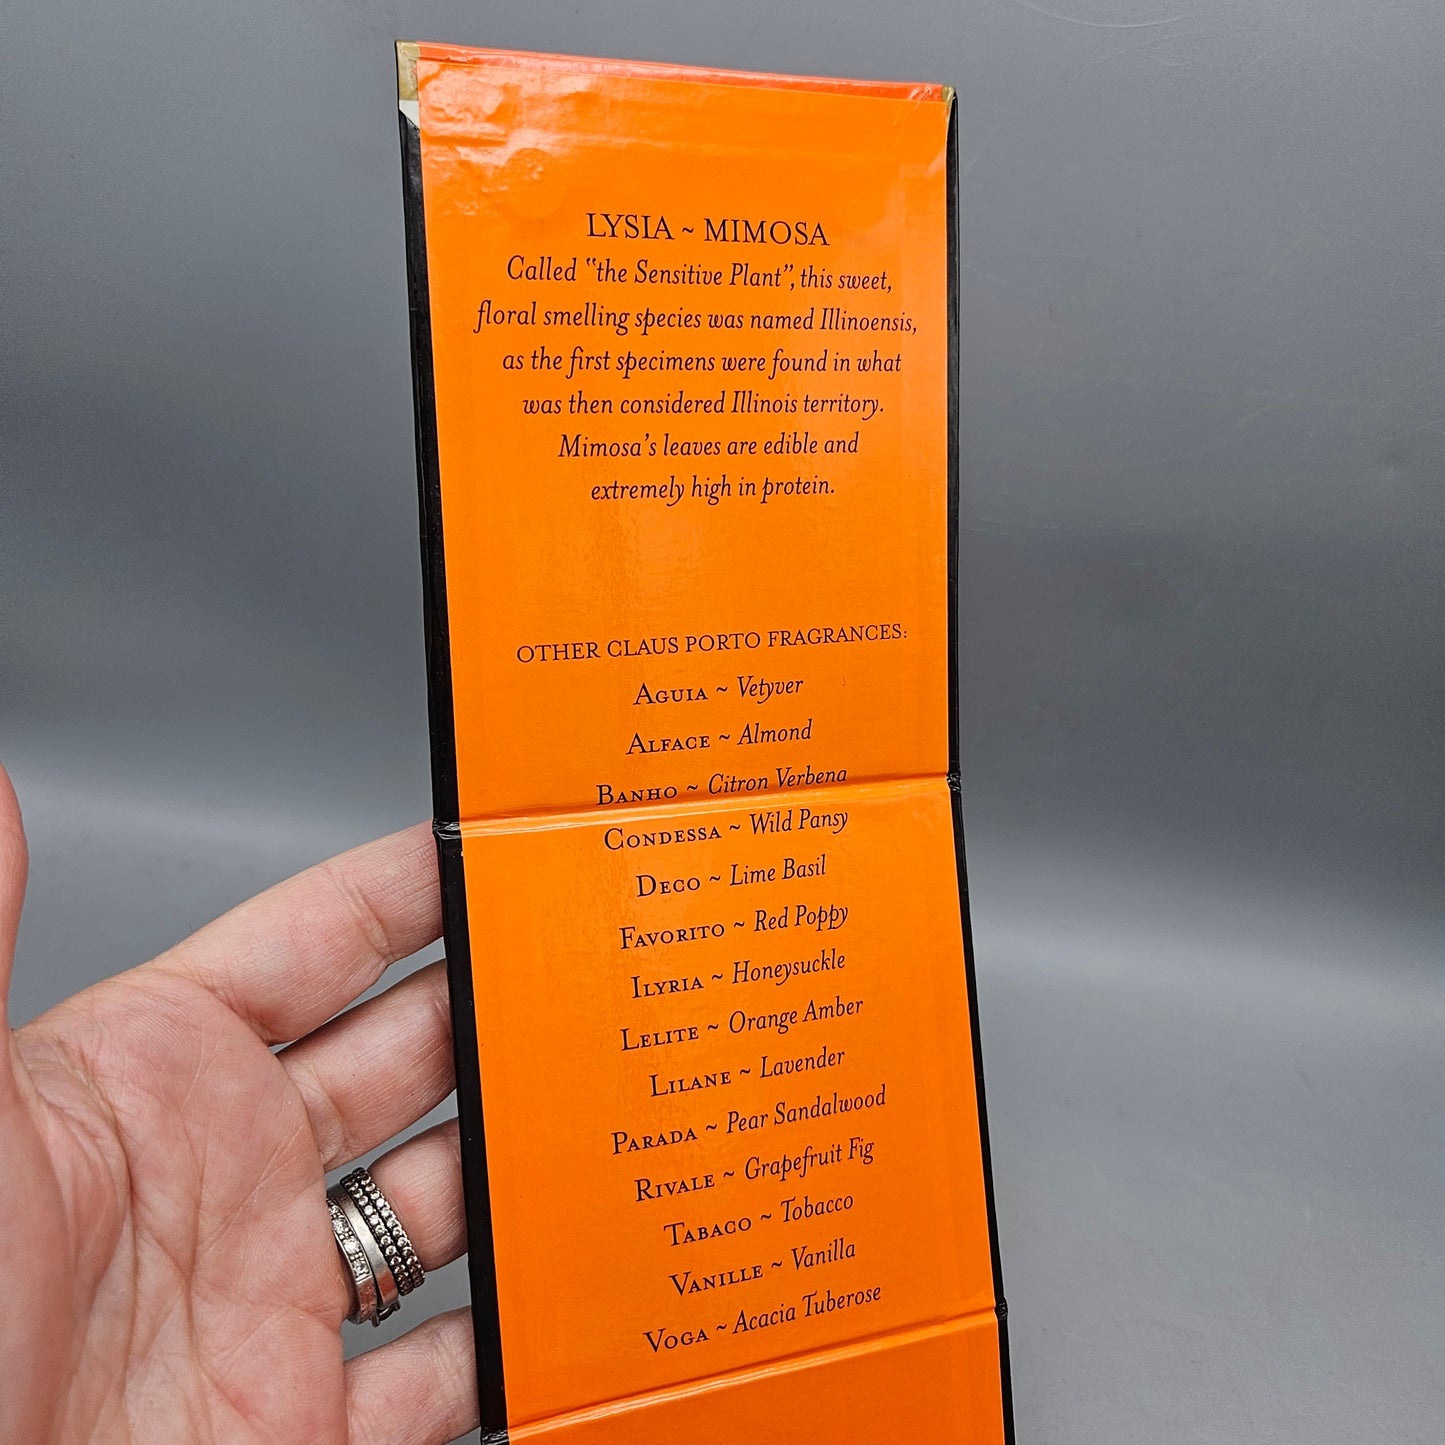 LYSIA ~ MIMOSA
Called "the Sensitive Plant", this sweet,
floral smelling species was named Illinoensis,
as the first specimens were found in what
was then considered Illinois territory.
Mimosa's leaves are edible and
extremely high in protein.
OTHER CLAUS PORTO FRAGRANCES:
AGUIA ~ Vetyver
ALFACE ~ Almond
BANHO ~ Citron Verbena
CONDESSA ~ Wild Pansy
DECO ~ Lime Basil
FAVORITO ~ Red Poppy
ILYRIA ~ Honeysuckle
LELITE ~ Orange Amber
LILANE ~ Lavender
PARADA ~ Pear Sandalwood
RIVALE ~ Grapefruit Fig
TABACO ~ Tobacco
VANILLE ~ Vanilla
VOGA ~ Acacia Tuberose